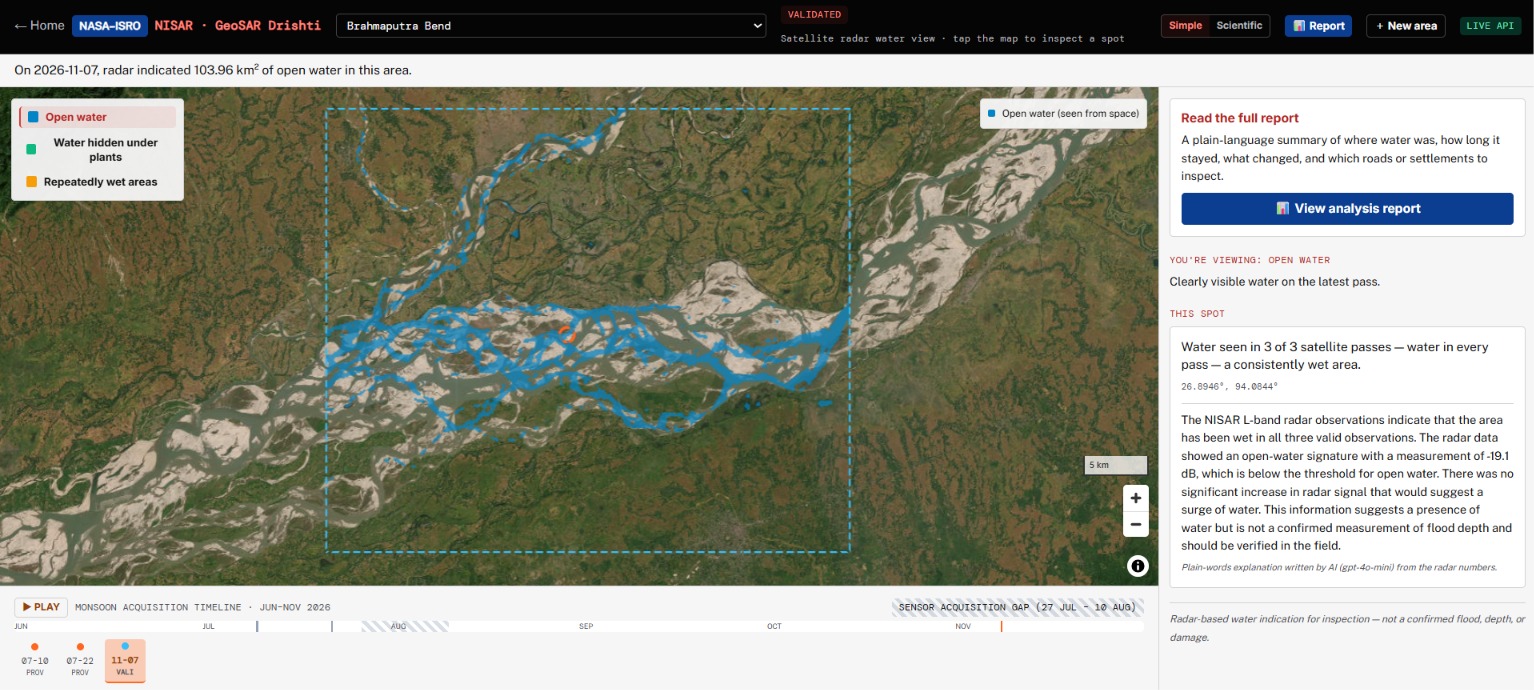 ← Home NASA–ISRO NISAR · GeoSAR Drishti Brahmaputra Bend VALIDATED Simple Scientific 📊 Report + New area LIVE API
Satellite radar water view · tap the map to inspect a spot
On 2026-11-07, radar indicated 103.96 km² of open water in this area.
Open water
Water hidden under
plants
Repeatedly wet areas
Open water (seen from space)
5 km
+
−
Read the full report
A plain-language summary of where water was, how long it
stayed, what changed, and which roads or settlements to
inspect.
📊 View analysis report
YOU'RE VIEWING: OPEN WATER
Clearly visible water on the latest pass.
THIS SPOT
Water seen in 3 of 3 satellite passes — water in every
pass — a consistently wet area.
26.8946°, 94.0844°
The NISAR L-band radar observations indicate that the area
has been wet in all three valid observations. The radar data
showed an open-water signature with a measurement of -19.1
dB, which is below the threshold for open water. There was no
significant increase in radar signal that would suggest a
surge of water. This information suggests a presence of
water but is not a confirmed measurement of flood depth and
should be verified in the field.
Plain-words explanation written by AI (gpt-4o-mini) from the radar numbers.
Radar-based water indication for inspection — not a confirmed flood, depth, or
damage.
▶ PLAY MONSOON ACQUISITION TIMELINE · JUN–NOV 2026 SENSOR ACQUISITION GAP (27 JUL – 10 AUG)
JUN JUL AUG SEP OCT NOV
07-10 07-22 11-07
PROV PROV VALI